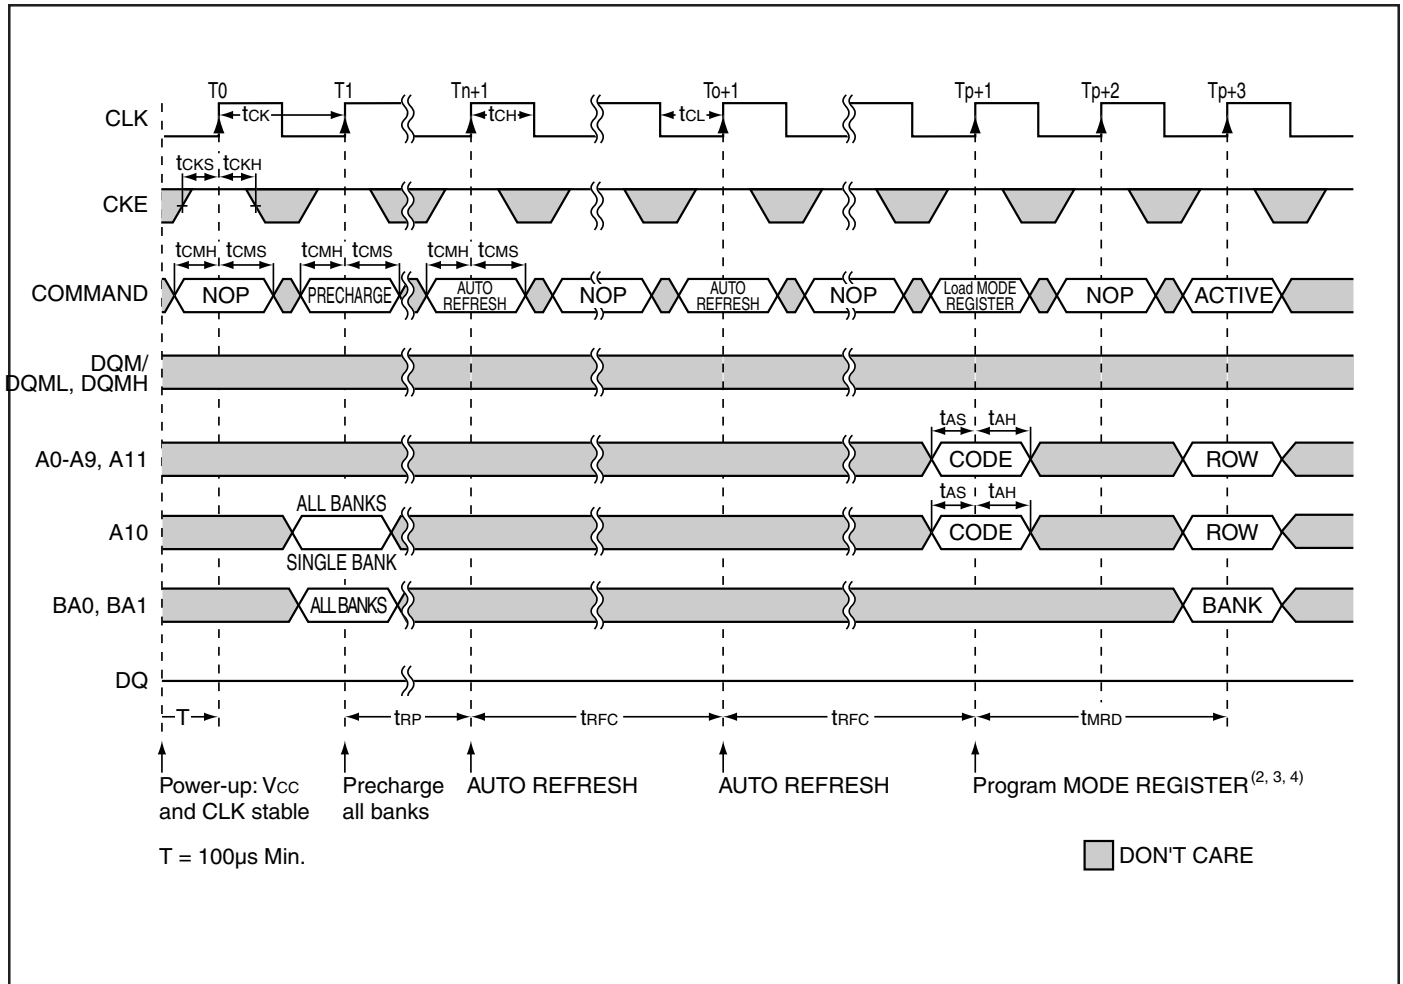 T0 T1 Tn+1 To+1 Tp+1 Tp+2 Tp+3
CLK tCK tCH tCL
tCKS tCKH
CKE
tCMH tCMS tCMH tCMS tCMH tCMS
COMMAND NOP PRECHARGE AUTO REFRESH NOP AUTO REFRESH NOP Load MODE REGISTER NOP ACTIVE
DQM/
DQML, DQMH
tAS tAH
A0-A9, A11 CODE ROW
ALL BANKS tAS tAH
A10 CODE ROW
SINGLE BANK
BA0, BA1 ALL BANKS BANK
DQ
T tRP tRFC tRFC tMRD
Power-up: VCC
and CLK stable
Precharge
all banks
AUTO REFRESH
AUTO REFRESH
Program MODE REGISTER(2, 3, 4)
T = 100µs Min.
DON'T CARE